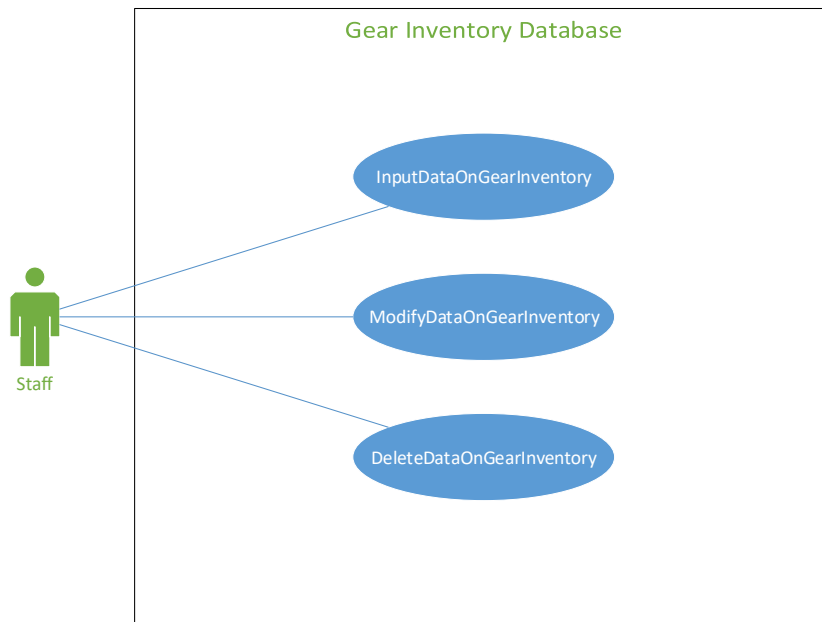 Gear Inventory Database
InputDataOnGearInventory
ModifyDataOnGearInventory
Staff
DeleteDataOnGearInventory